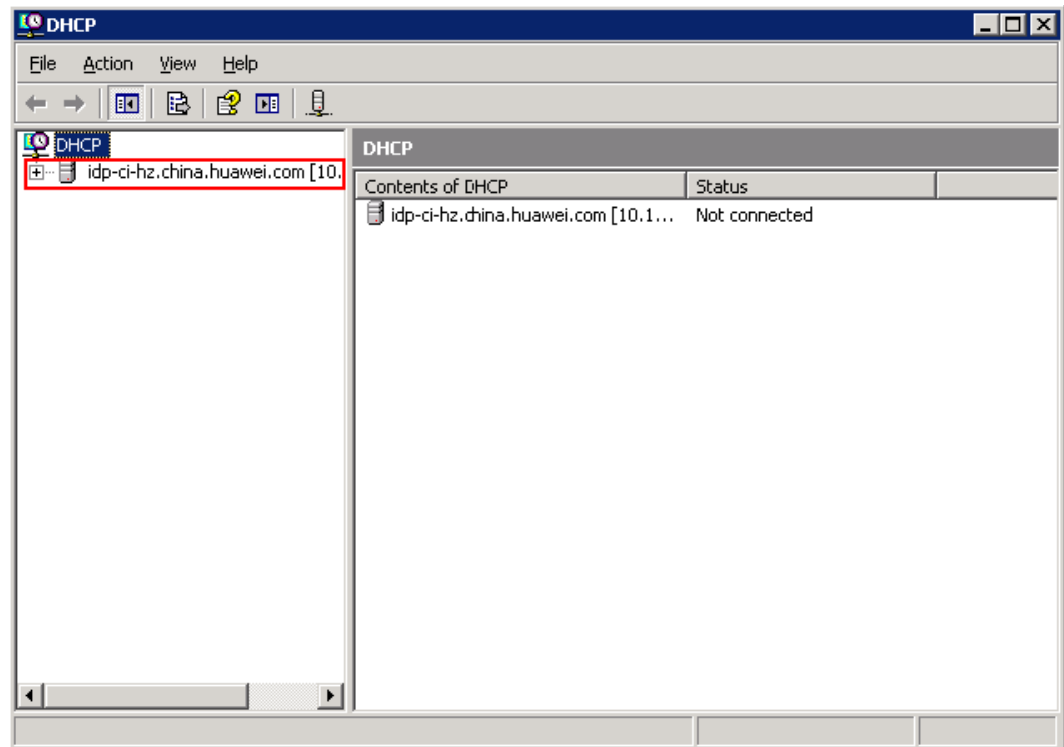 DHCP
File Action View Help
DHCP
idp-ci-hz.china.huawei.com [10.
DHCP
Contents of DHCP Status
idp-ci-hz.china.huawei.com [10.1... Not connected